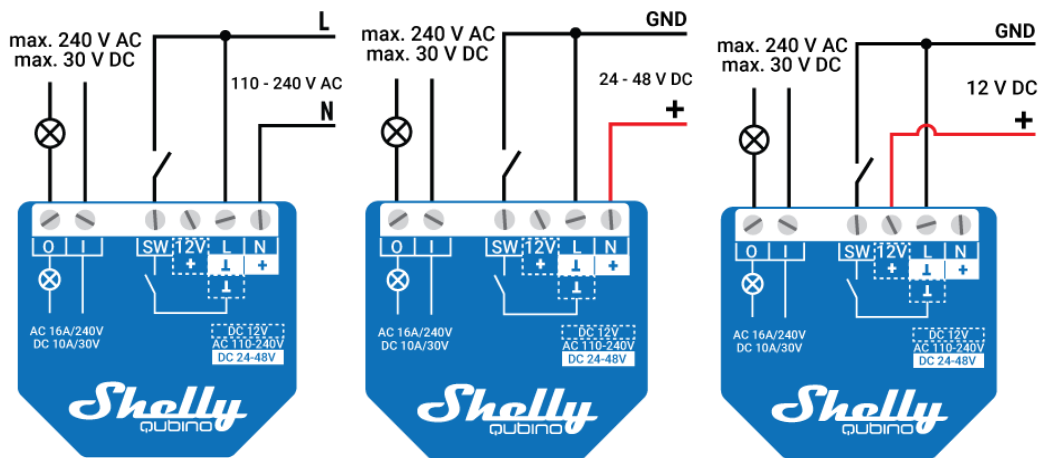 max. 240 V AC
max. 30 V DC
L
110 - 240 V AC
N
O I SW 12V L N
+ ⊥ +
⊥
AC 16A/240V
DC 10A/30V
DC 12V
AC 110-240V
DC 24-48V
Shelly
QUBINO
max. 240 V AC
max. 30 V DC
GND
24 - 48 V DC
+
O I SW 12V L N
+ ⊥ +
⊥
AC 16A/240V
DC 10A/30V
DC 12V
AC 110-240V
DC 24-48V
Shelly
QUBINO
max. 240 V AC
max. 30 V DC
GND
12 V DC
+
O I SW 12V L N
+ ⊥ +
⊥
AC 16A/240V
DC 10A/30V
DC 12V
AC 110-240V
DC 24-48V
Shelly
QUBINO